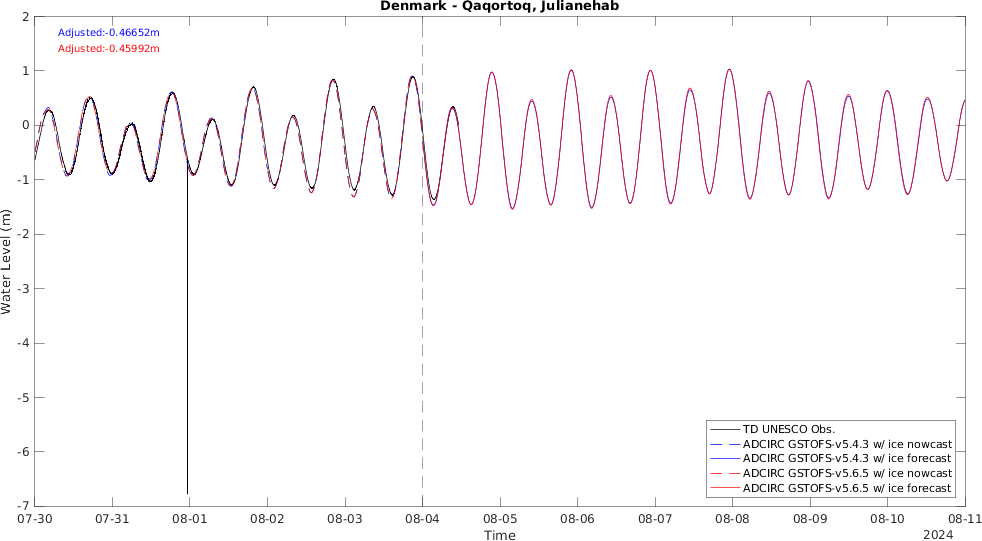 Denmark - Qaqortoq, Julianehab
Adjusted:-0.46652m
Adjusted:-0.45992m
2
1
0
-1
-2
-3
-4
-5
-6
-7
Water Level (m)
TD UNESCO Obs.
ADCIRC GSTOFS-v5.4.3 w/ ice nowcast
ADCIRC GSTOFS-v5.4.3 w/ ice forecast
ADCIRC GSTOFS-v5.6.5 w/ ice nowcast
ADCIRC GSTOFS-v5.6.5 w/ ice forecast
07-30 07-31 08-01 08-02 08-03 08-04 08-05 08-06 08-07 08-08 08-09 08-10 08-11
Time
2024